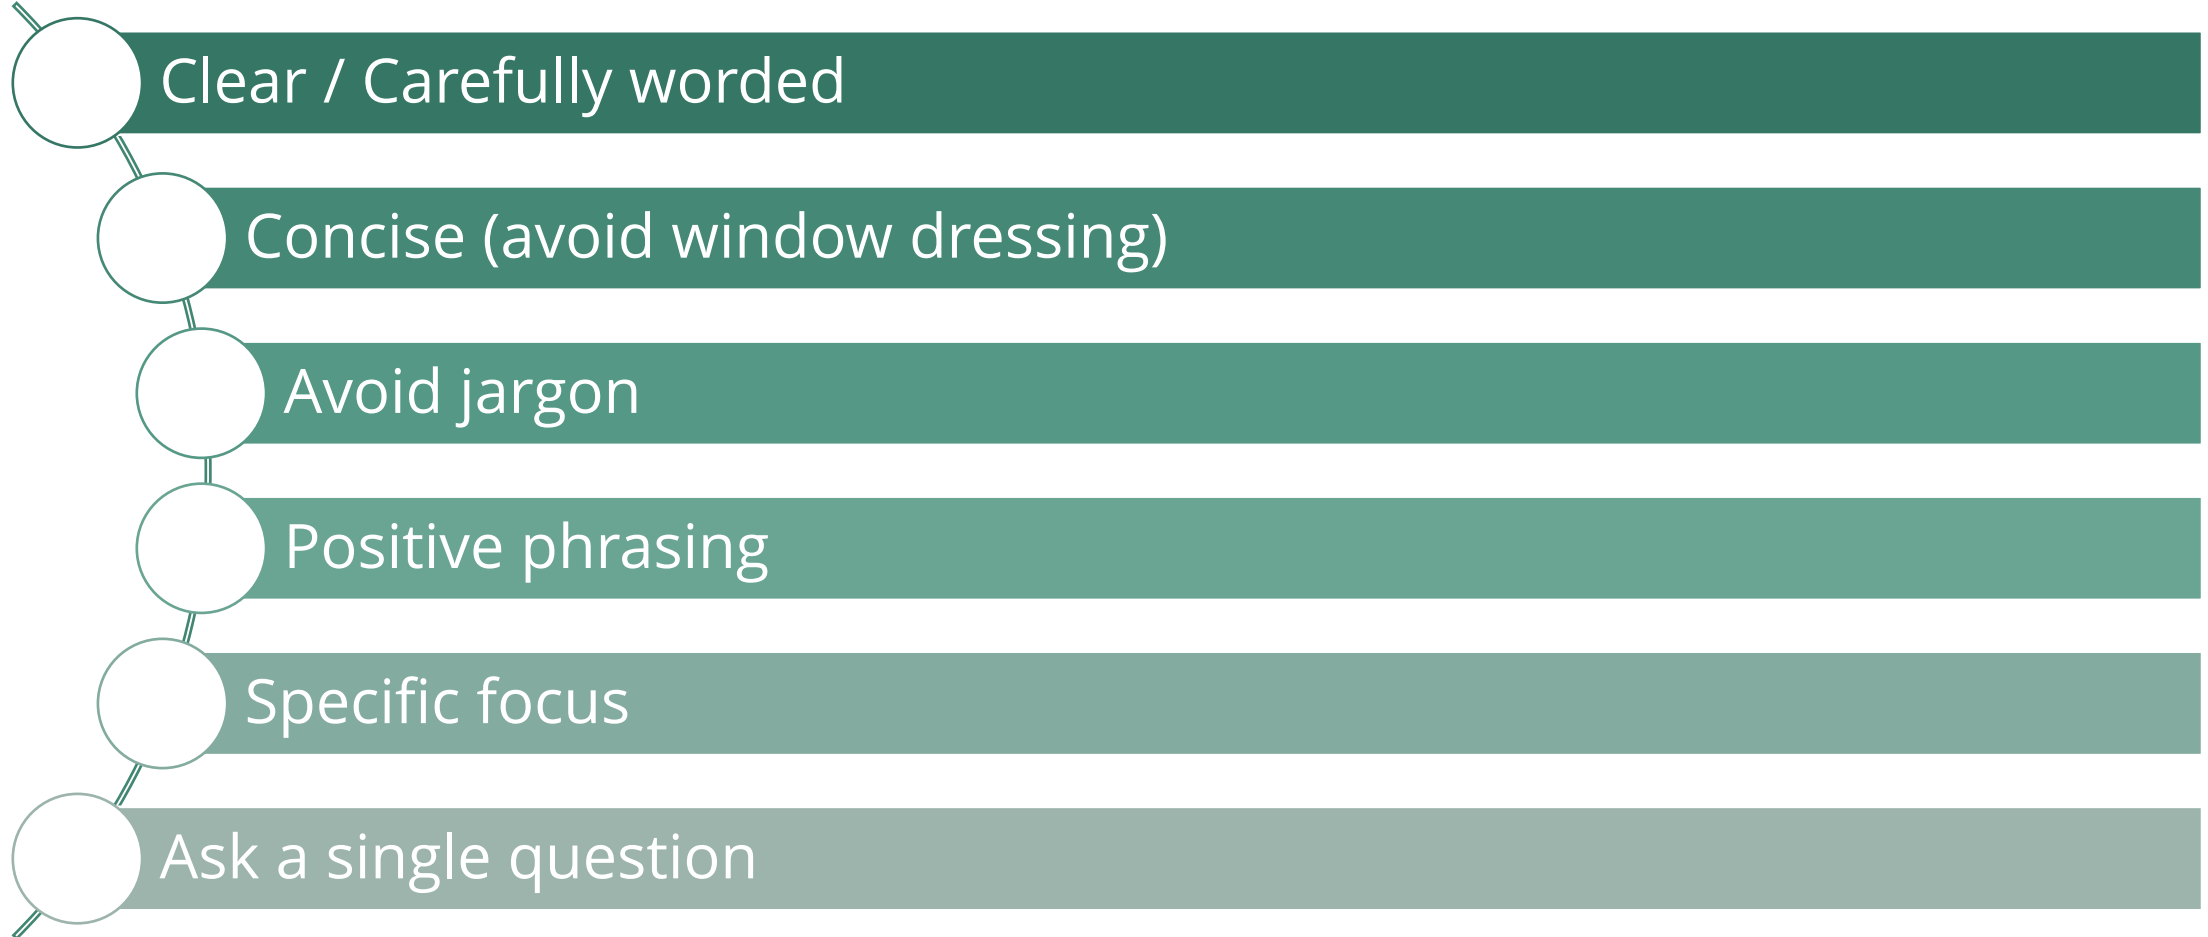 Clear / Carefully worded
Concise (avoid window dressing)
Avoid jargon
Positive phrasing
Specific focus
Ask a single question